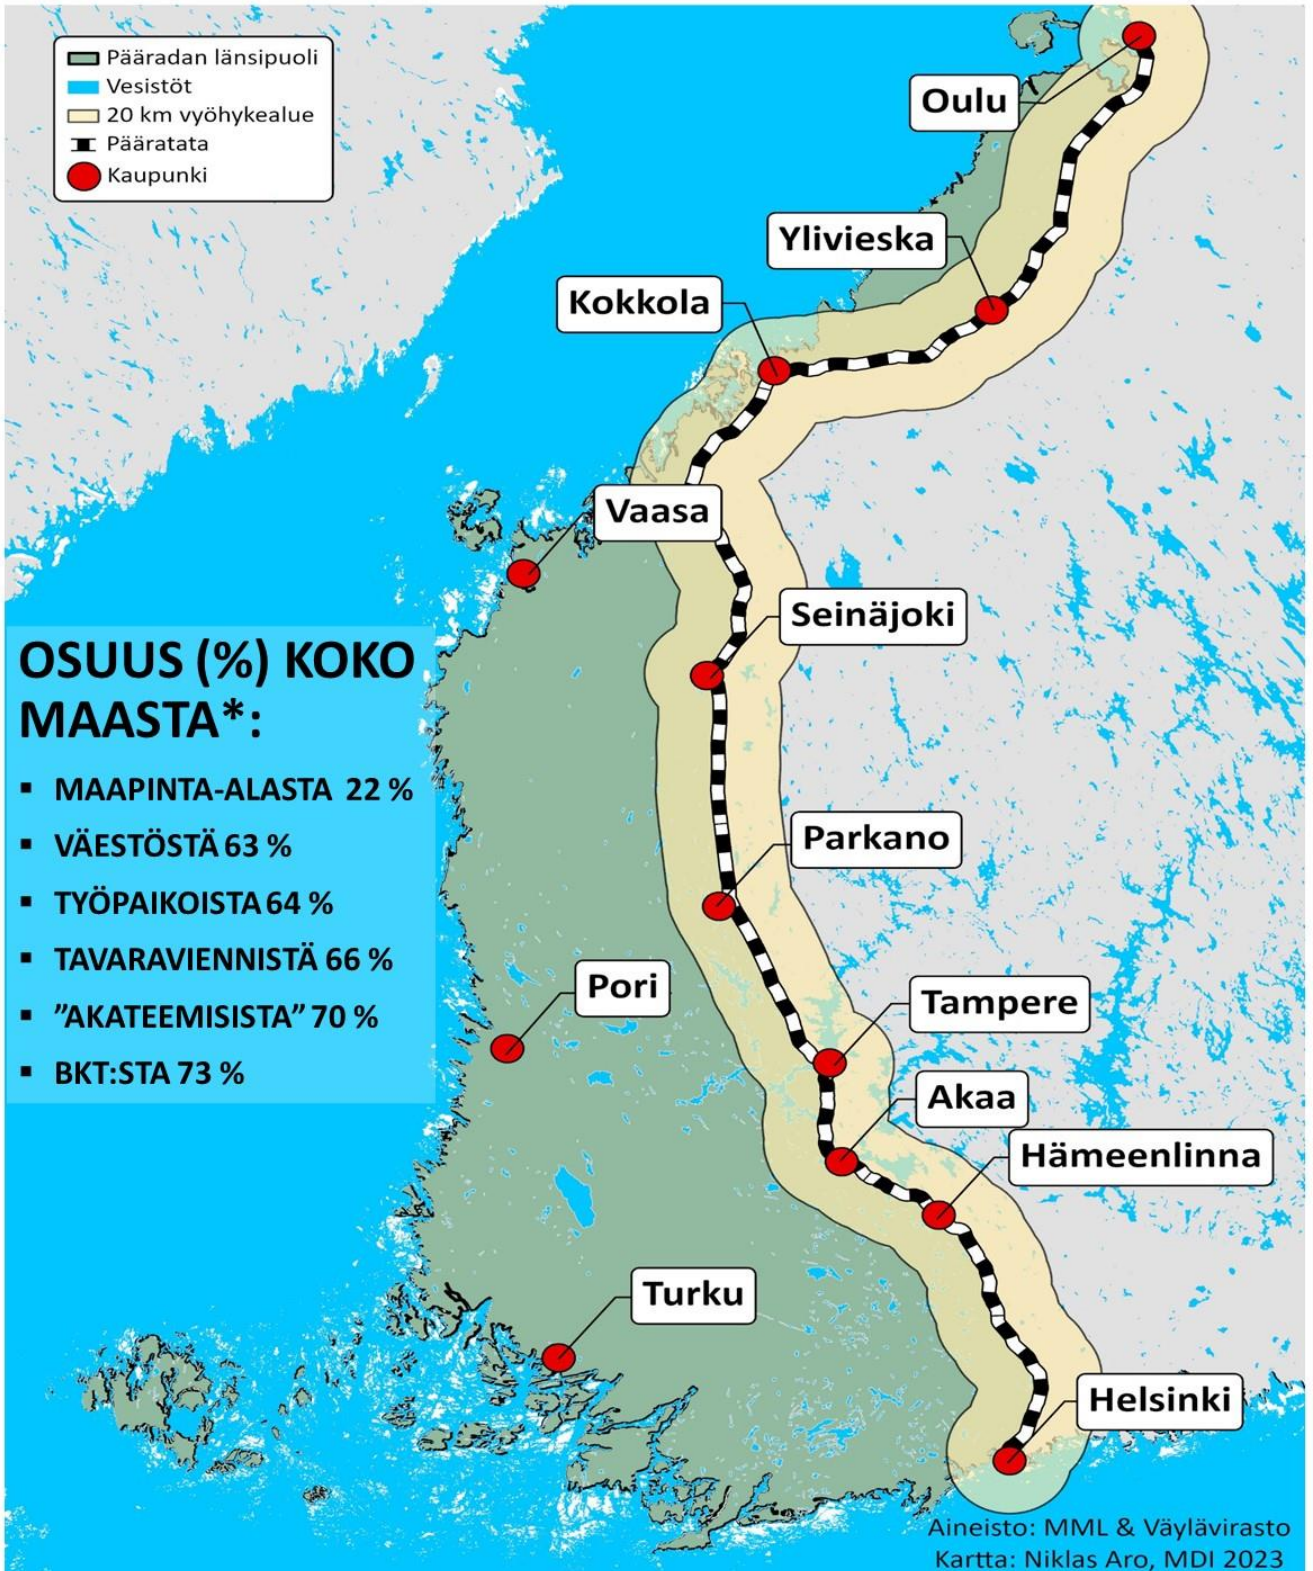 Pääradan länsipuoli
Vesistöt
20 km vyöhykealue
Pääratata
Kaupunki
Oulu
Ylivieska
Kokkola
Vaasa
Seinäjoki
OSUUS (%) KOKO
MAASTA*:
▪ MAAPINTA-ALASTA 22 %
▪ VÄESTÖSTÄ 63 %
▪ TYÖPAIKOISTA 64 %
▪ TAVARAVIENNISTÄ 66 %
▪ ”AKATEEMISISTA” 70 %
▪ BKT:STA 73 %
Parkano
Pori
Tampere
Akaa
Hämeenlinna
Turku
Helsinki
Aineisto: MML & Väylävirasto
Kartta: Niklas Aro, MDI 2023